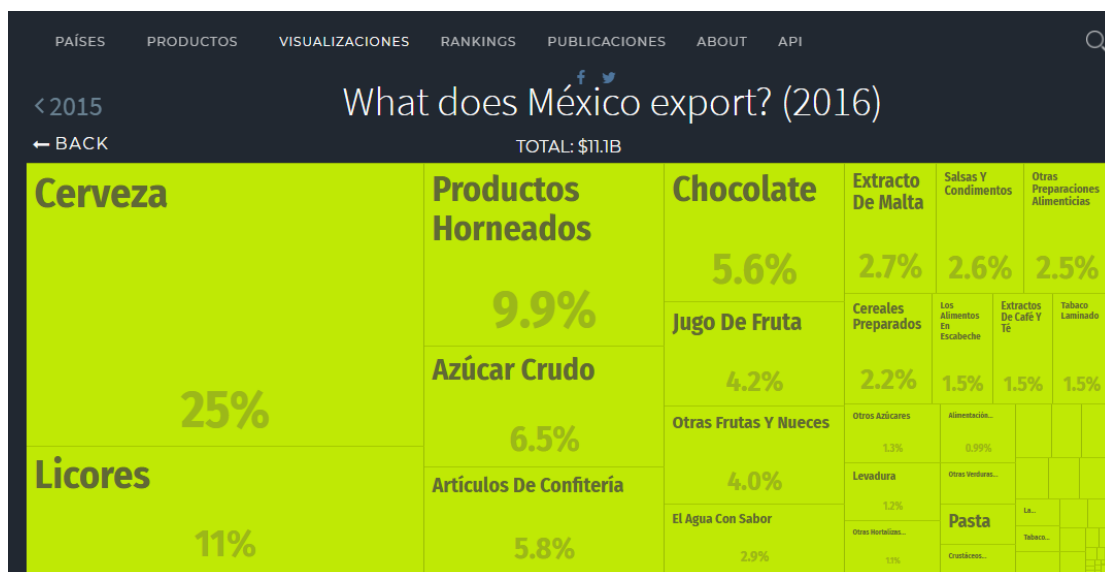 PAÍSES PRODUCTOS VISUALIZACIONES RANKINGS PUBLICACIONES ABOUT API
< 2015
What does México export? (2016)
← BACK
TOTAL: $11.1B
Cerveza
25%
Licores
11%
Productos
Horneados
9.9%
Azúcar Crudo
6.5%
Artículos De Confitería
5.8%
Chocolate
5.6%
Jugo De Fruta
4.2%
Otras Frutas Y Nueces
4.0%
El Agua Con Sabor
2.9%
Extracto
De Malta
2.7%
Salsas Y
Condimentos
2.6%
Otras
Preparaciones
Alimenticias
2.5%
Cereales
Preparados
2.2%
Los
Alimentos
En
Escabeche
1.5%
Extractos
De Café Y
Té
1.5%
Tabaco
Laminado
1.5%
Otros Azúcares
1.3%
Levadura
1.2%
Otras Hortalizas...
1.1%
Alimentación...
0.99%
Otras Verduras...
Pasta
Crustáceos...
La...
Tabaco...